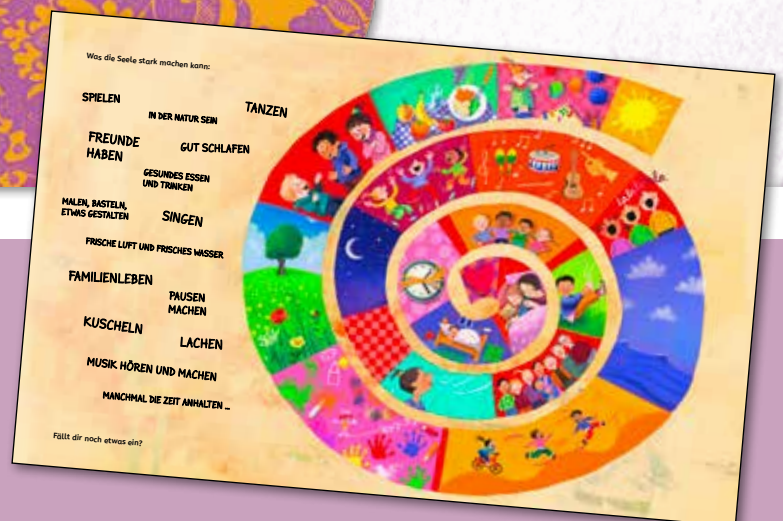 Was die Seele stark machen kann:
SPIELEN
IN DER NATUR SEIN
TANZEN
FREUNDE
HABEN
GUT SCHLAFEN
GESUNDES ESSEN
UND TRINKEN
MALEN, BASTELN,
ETWAS GESTALTEN
SINGEN
FRISCHE LUFT UND FRISCHES WASSER
FAMILIENLEBEN
PAUSEN
MACHEN
KUSCHELN
LACHEN
MUSIK HÖREN UND MACHEN
MANCHMAL DIE ZEIT ANHALTEN ...
Fällt dir noch etwas ein?